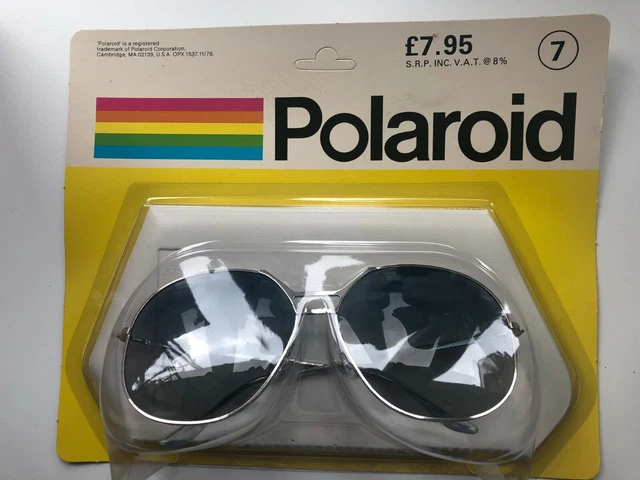 'Polaroid' is a registered
trademark of Polaroid Corporation,
Cambridge, MA 02139, U.S.A. OPX 1537.11/78.
£7.95
S.R.P. INC. V.A.T. @ 8%
7
Polaroid